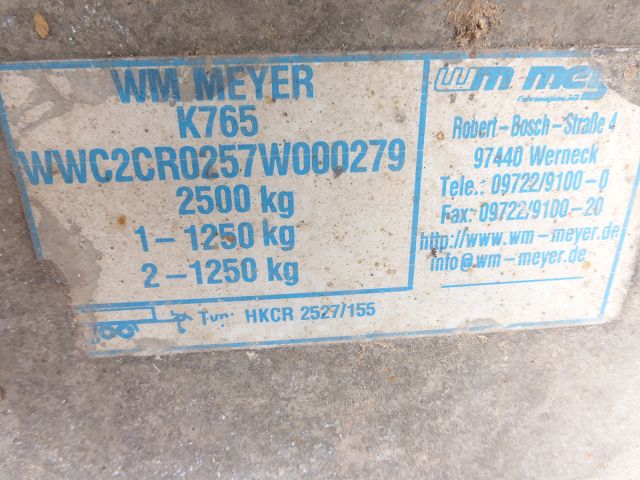 WM MEYER
K765
WWC2CR0257W000279
2500 kg
1-1250 kg
2-1250 kg
Typ: HKCR 2527/155
wm mey
Fahrzeugbau AG
Robert-Bosch-Straße 4
97440 Werneck
Tele.: 09722/9100-0
Fax: 09722/9100-20
http://www.wm-meyer.de
info@wm-meyer.de